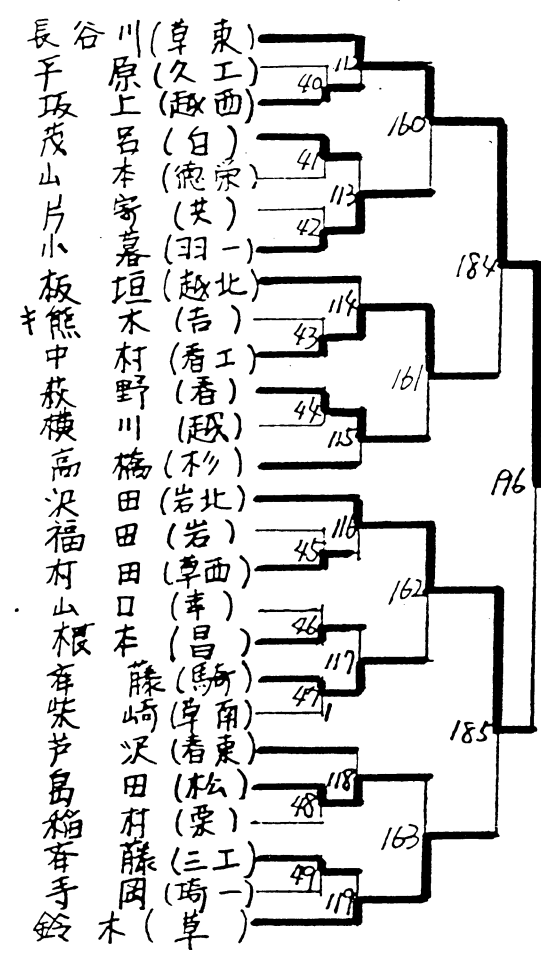 長谷川(草東)
平原(久工)
坂上(越西)
茂呂(白)
山本(徳栄)
片寄(共)
小暮(羽一)
板垣(越北)
キ熊木(吉)
中村(春工)
荻野(春)
横川(越)
高橋(杉)
沢田(岩北)
福田(岩)
村田(草西)
山口(幸)
根本(昌)
斉藤(騎)
柴崎(草南)
芦沢(春東)
島田(松)
稲村(栗)
斉藤(三工)
手岡(埼一)
鈴木(草)
40
41
42
43
44
45
46
47
48
49
112
113
114
115
116
117
118
119
160
161
162
163
184
185
196